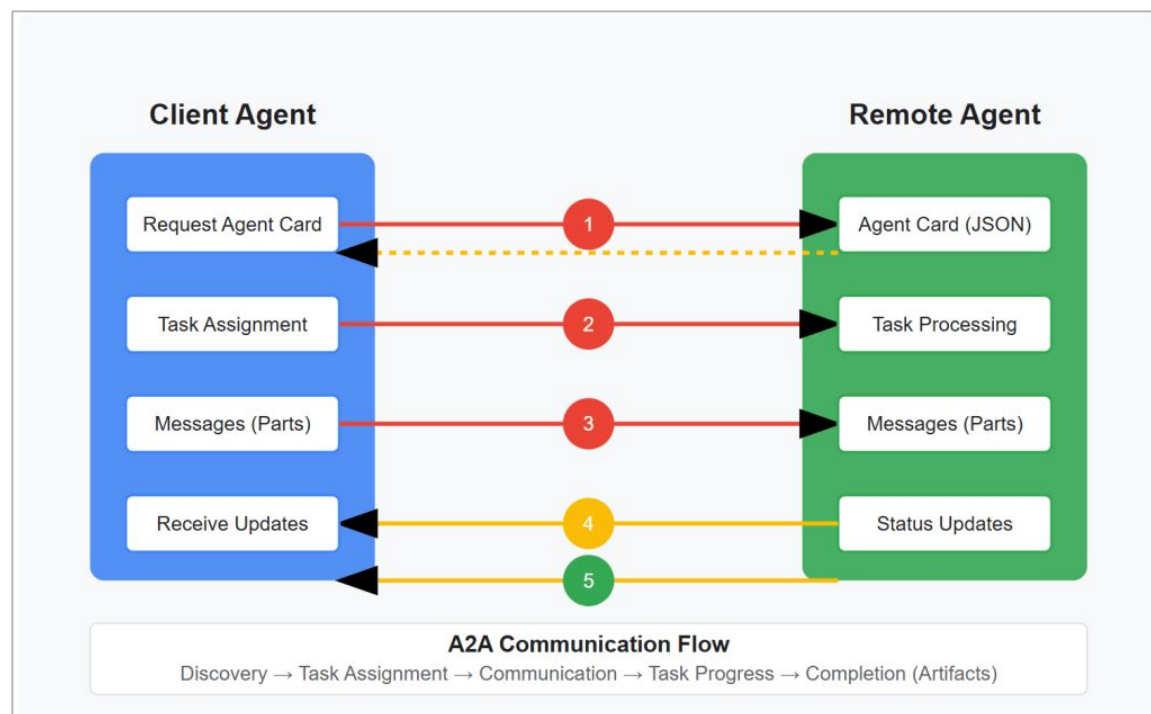 Client Agent
Remote Agent
Request Agent Card
1
Agent Card (JSON)
Task Assignment
2
Task Processing
Messages (Parts)
3
Messages (Parts)
Receive Updates
4
Status Updates
5
A2A Communication Flow
Discovery → Task Assignment → Communication → Task Progress → Completion (Artifacts)